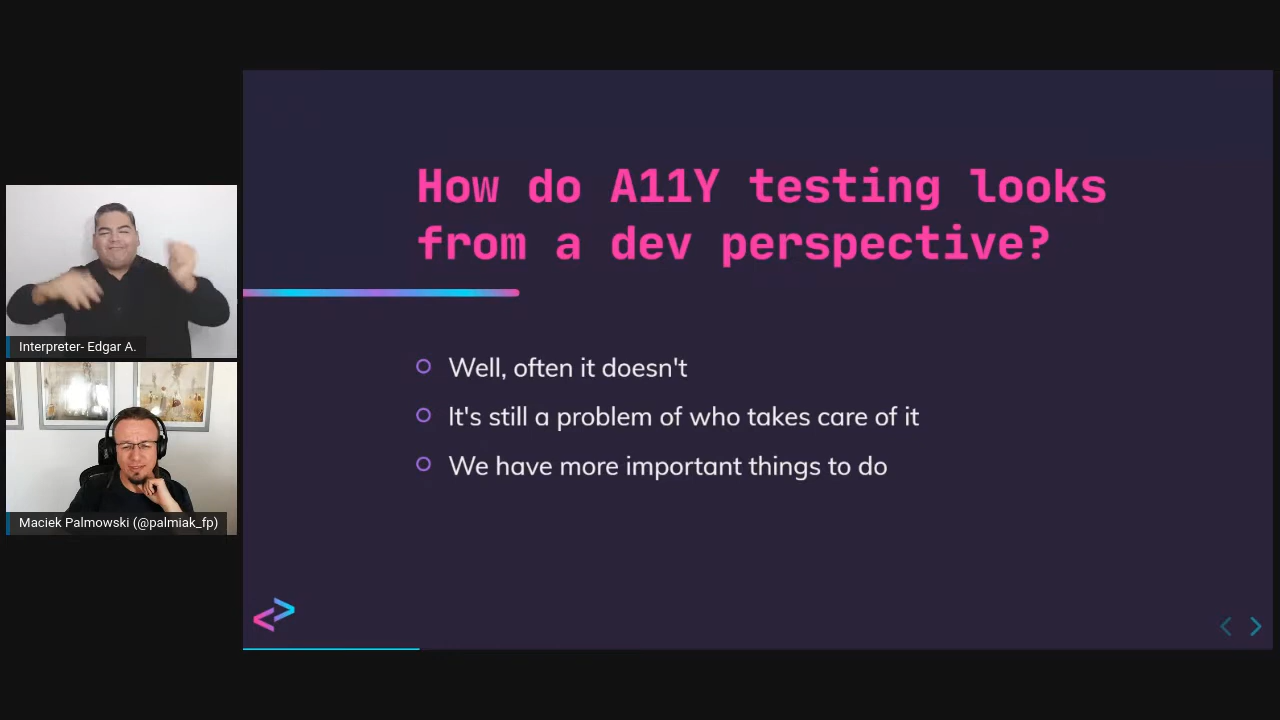 How do A11Y testing looks
from a dev perspective?
Well, often it doesn't
It's still a problem of who takes care of it
We have more important things to do
Interpreter- Edgar A.
Maciek Palmowski (@palmiak_fp)